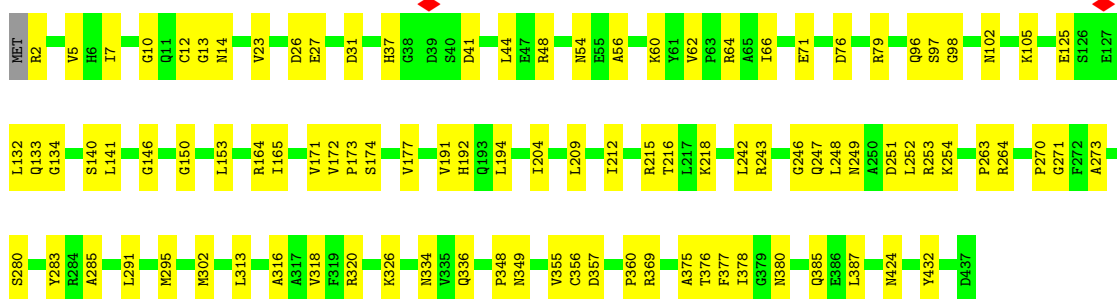 MET R2 V5 H6 I7 G10 Q11 C12 G13 N14 V23 D26 E27 D31 H37 G38 D39 S40 D41 L44 E47 R48 N54 E55 A56 K60 Y61 V62 P63 R64 A65 I66 E71 D76 R79 Q96 S97 G98 N102 K105 E125 S126 E127
L132 Q133 G134 S140 L141 G146 G150 L153 R164 I165 V171 V172 P173 S174 V177 V191 H192 Q193 L194 I204 L209 I212 R215 T216 L217 K218 L242 R243 G246 Q247 L248 N249 A250 D251 L252 R253 K254 P263 R264 P270 G271 F272 A273
S280 Y283 R284 A285 L291 M295 M302 L313 A316 A317 V318 F319 R320 K326 N334 V335 Q336 P348 N349 V355 C356 D357 P360 R369 A375 T376 F377 I378 G379 N380 Q385 E386 L387 N424 Y432 D437